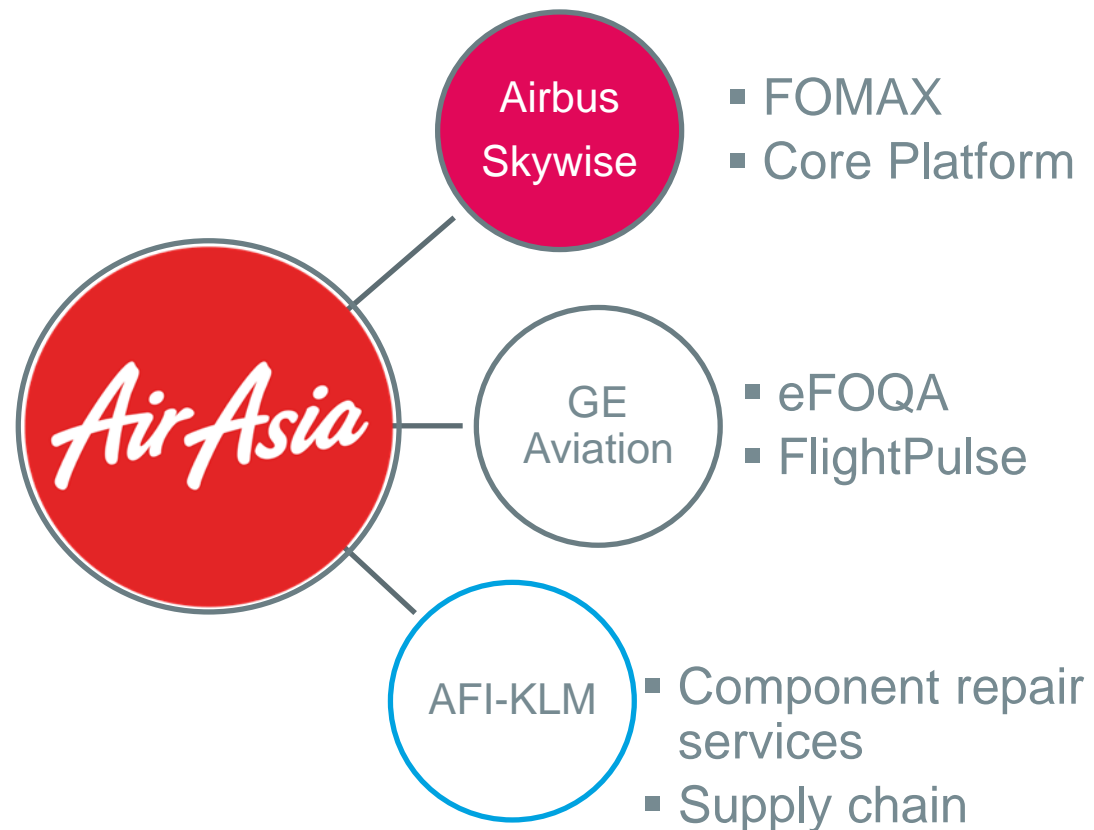 Airbus
Skywise
▪ FOMAX
▪ Core Platform
AirAsia
GE
Aviation
▪ eFOQA
▪ FlightPulse
AFI-KLM
▪ Component repair
services
▪ Supply chain